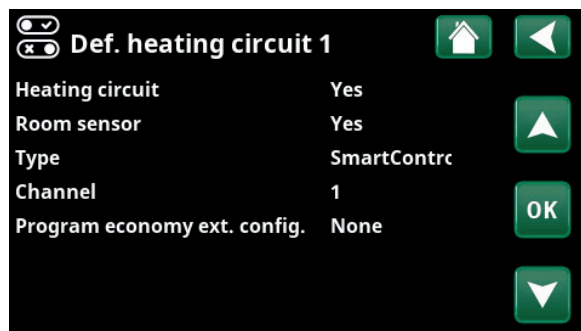 Def. heating circuit 1
Heating circuit Yes
Room sensor Yes
Type SmartContrc
Channel 1
Program economy ext. config. None
OK